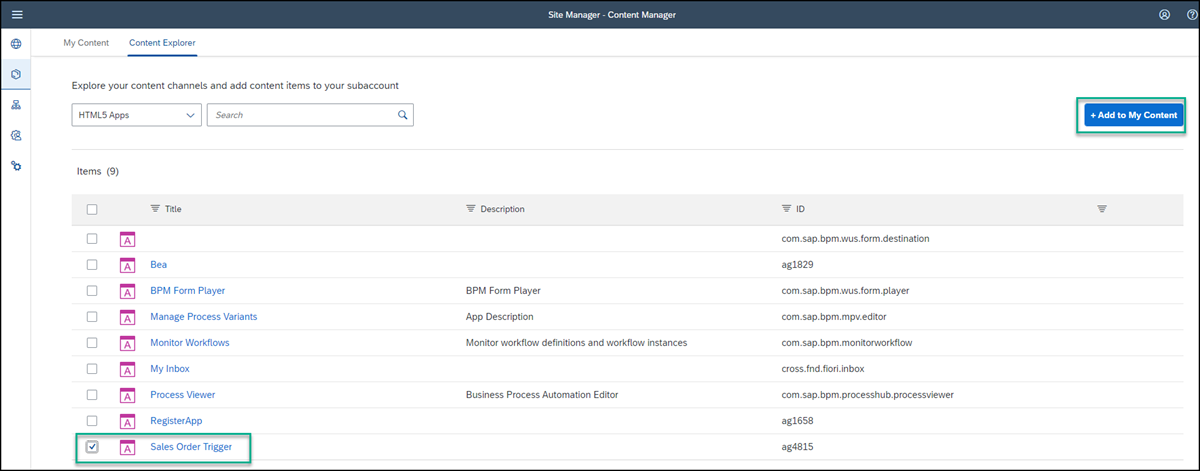 Site Manager - Content Manager
My Content Content Explorer
Explore your content channels and add content items to your subaccount
HTML5 Apps Search + Add to My Content
Items (9)
Title Description ID
A com.sap.bpm.wus.form.destination
A Bea ag1829
A BPM Form Player BPM Form Player com.sap.bpm.wus.form.player
A Manage Process Variants App Description com.sap.bpm.mpv.editor
A Monitor Workflows Monitor workflow definitions and workflow instances com.sap.bpm.monitorworkflow
A My Inbox cross.fnd.fiori.inbox
A Process Viewer Business Process Automation Editor com.sap.bpm.processhub.processviewer
A RegisterApp ag1658
A Sales Order Trigger ag4815